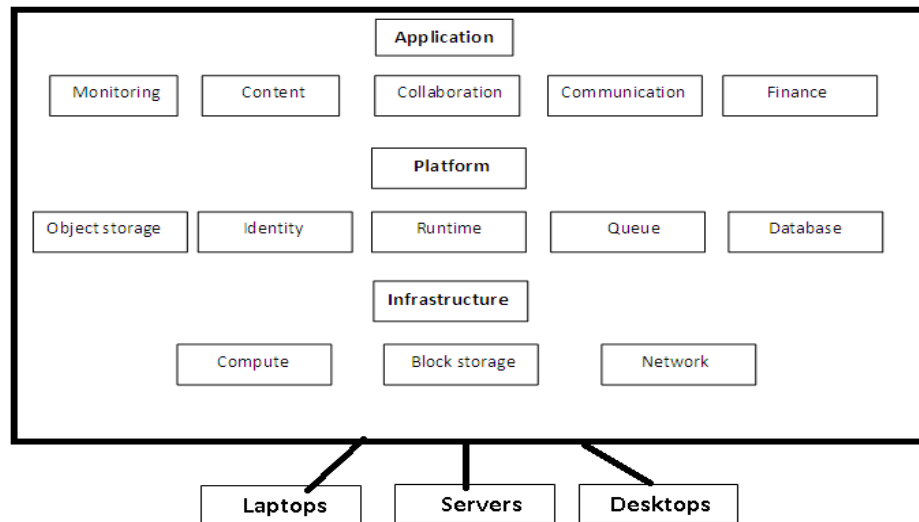 Application
Monitoring
Content
Collaboration
Communication
Finance
Platform
Object storage
Identity
Runtime
Queue
Database
Infrastructure
Compute
Block storage
Network
Laptops
Servers
Desktops